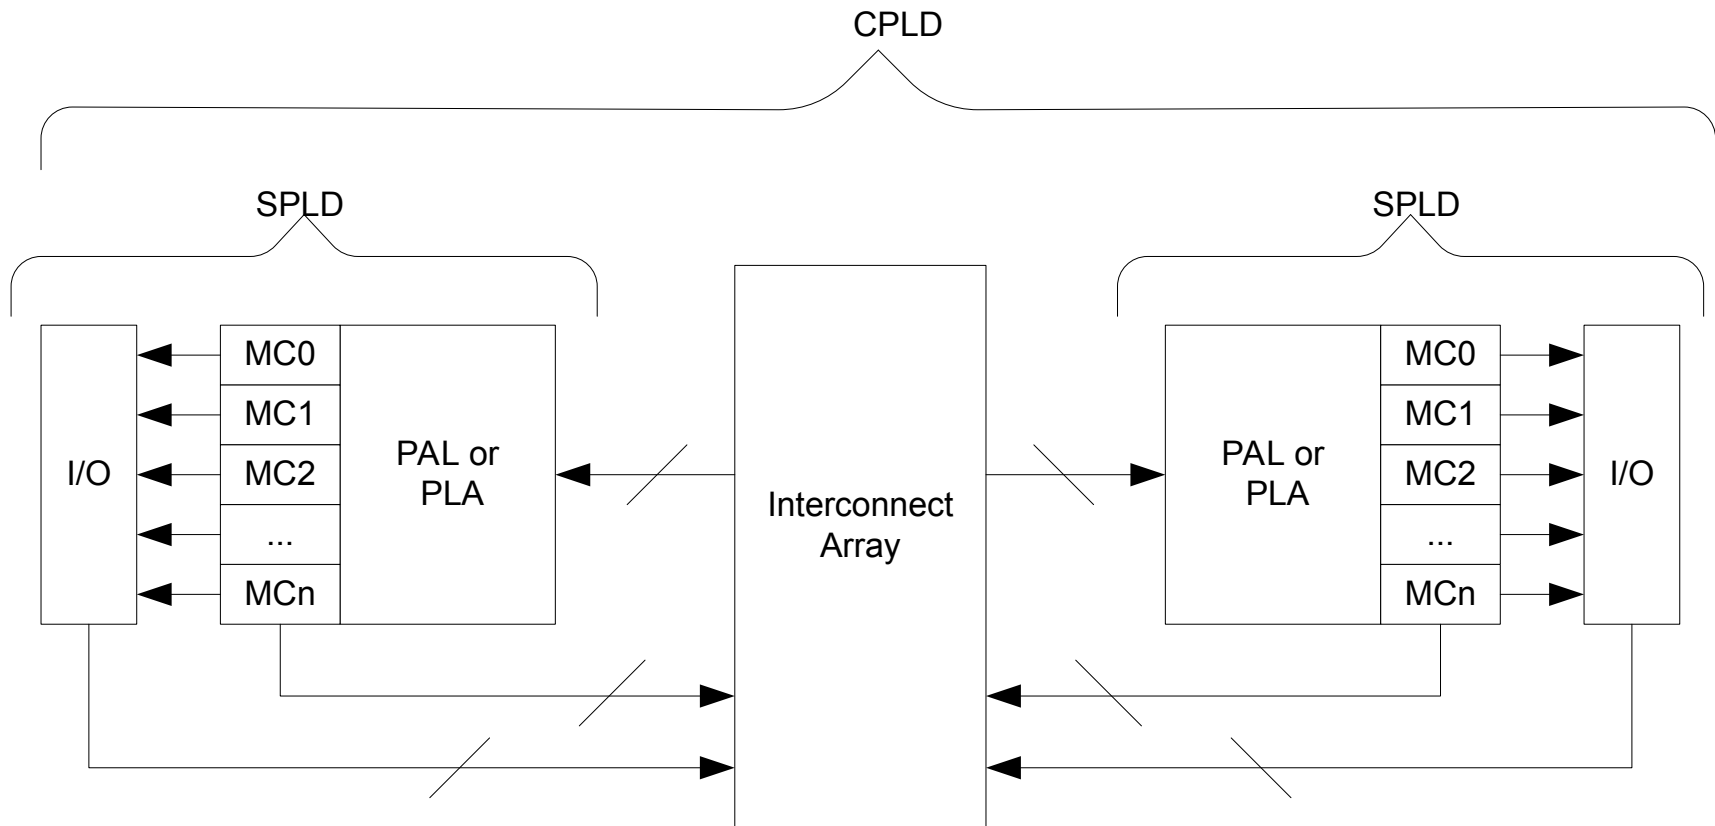 CPLD
SPLD
SPLD
I/O
MC0
MC1
MC2
...
MCn
PAL or
PLA
Interconnect
Array
PAL or
PLA
MC0
MC1
MC2
...
MCn
I/O